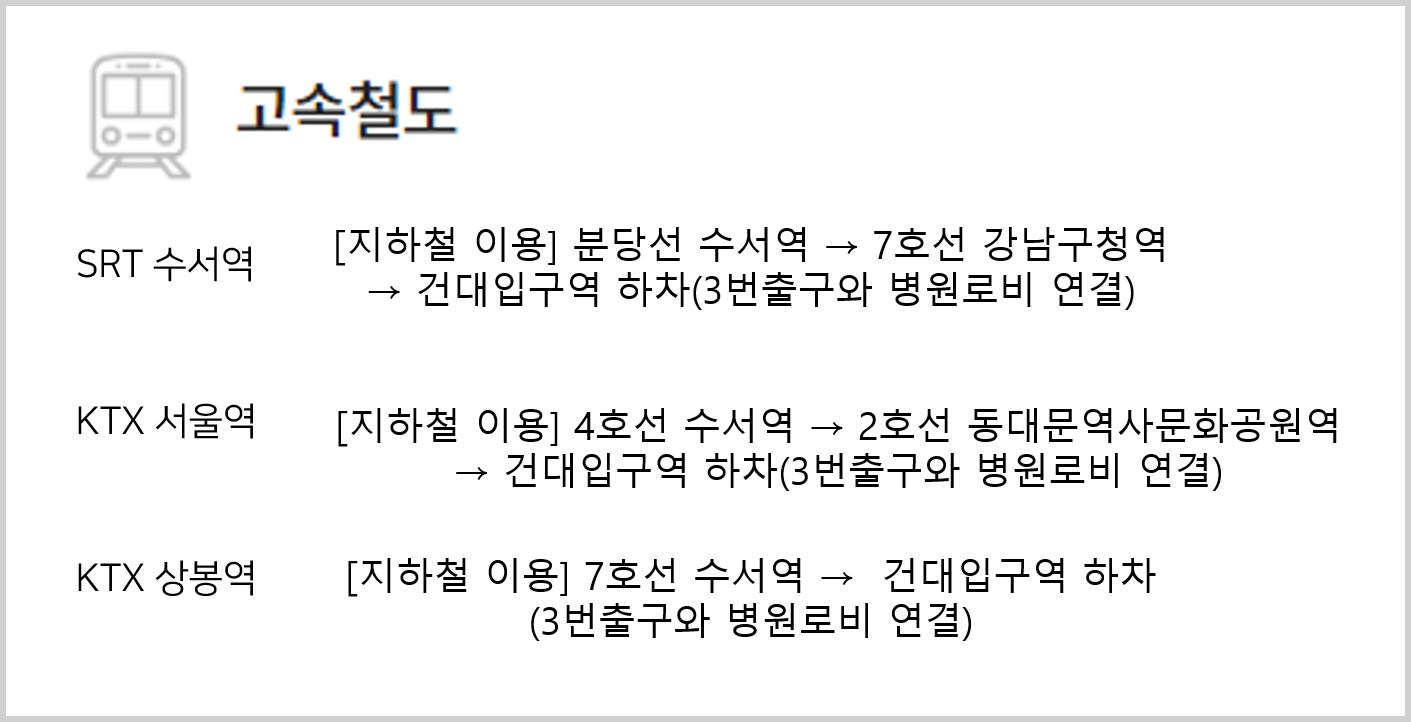 고속철도
SRT 수서역
[지하철 이용] 분당선 수서역 → 7호선 강남구청역
→ 건대입구역 하차(3번출구와 병원로비 연결)
KTX 서울역
[지하철 이용] 4호선 수서역 → 2호선 동대문역사문화공원역
→ 건대입구역 하차(3번출구와 병원로비 연결)
KTX 상봉역
[지하철 이용] 7호선 수서역 → 건대입구역 하차
(3번출구와 병원로비 연결)